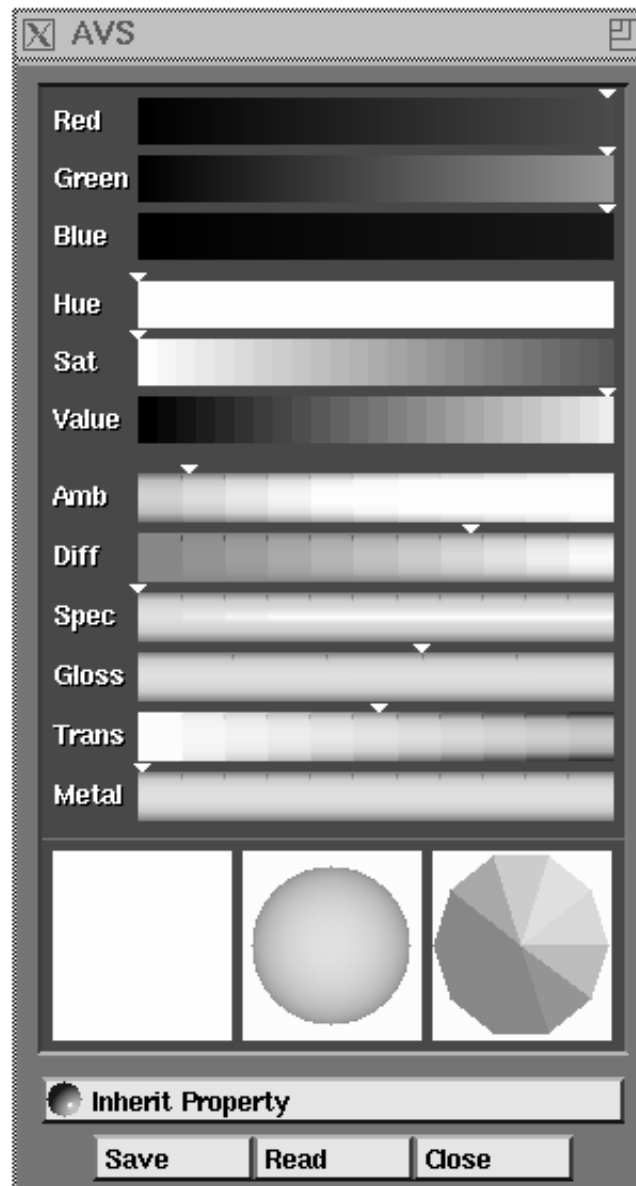 AVS
Red
Green
Blue
Hue
Sat
Value
Amb
Diff
Spec
Gloss
Trans
Metal
Inherit Property
Save Read Close